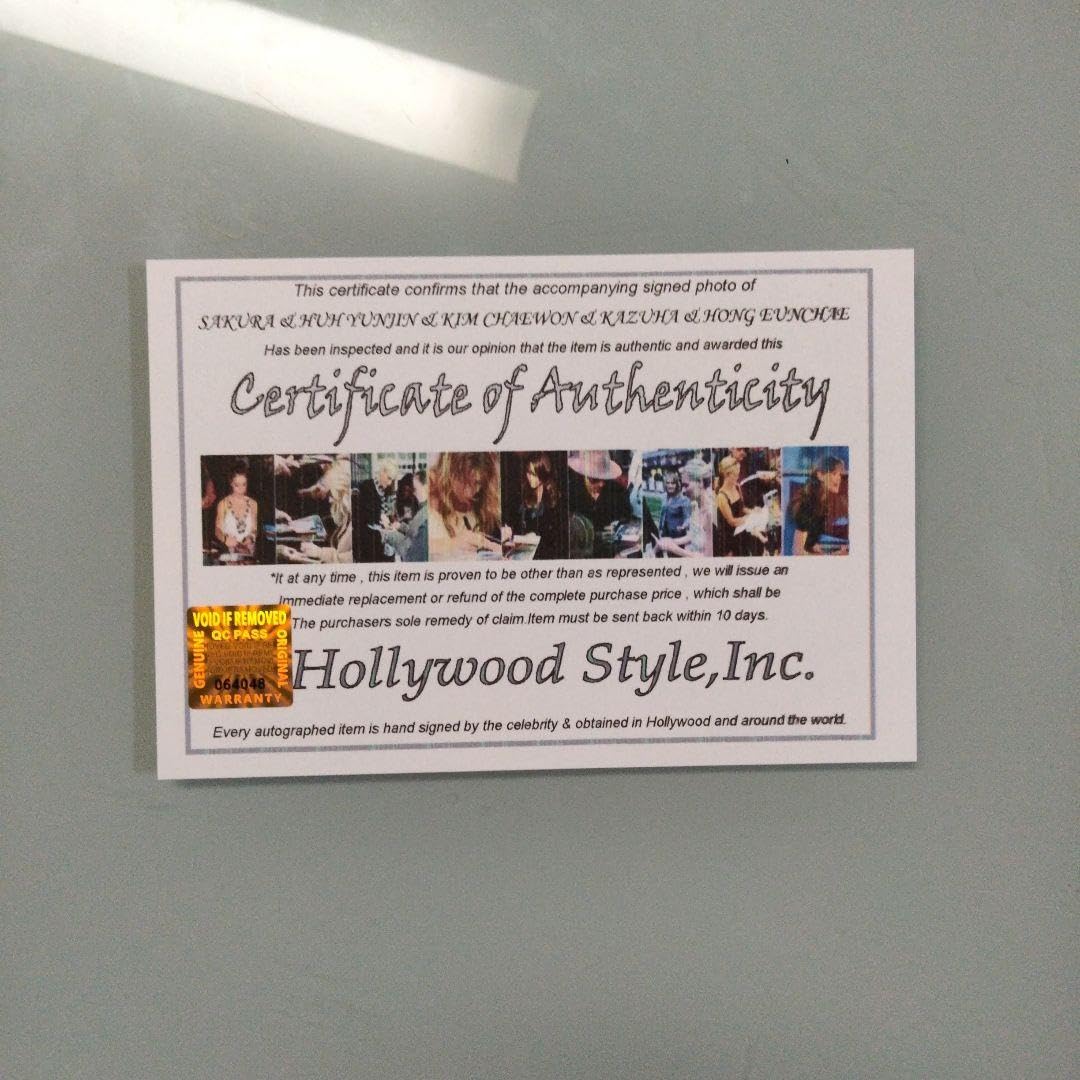 This certificate confirms that the accompanying signed photo of
SAKURA & HUH YUNJIN & KIM CHAEWON & KAZUHA & HONG EUNCHAE
Has been inspected and it is our opinion that the item is authentic and awarded this
Certificate of Authenticity
*It at any time , this item is proven to be other than as represented , we will issue an
Immediate replacement or refund of the complete purchase price , which shall be
The purchasers sole remedy of claim.Item must be sent back within 10 days.
VOID IF REMOVED
QC PASS
GENUINE
ORIGINAL
064048
WARRANTY
Hollywood Style,Inc.
Every autographed item is hand signed by the celebrity & obtained in Hollywood and around the world.